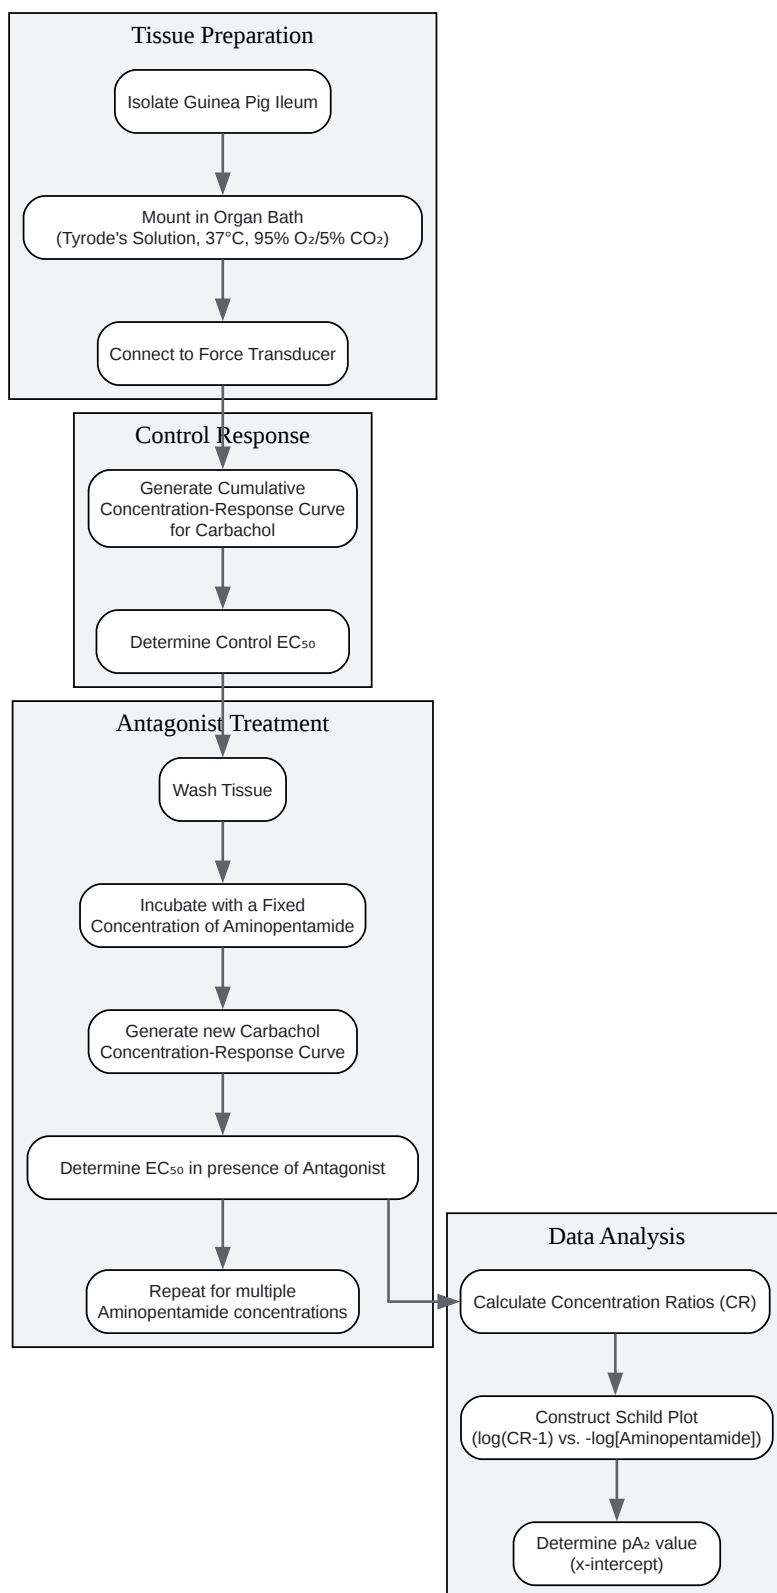 Tissue Preparation
Isolate Guinea Pig Ileum
Mount in Organ Bath
(Tyrode's Solution, 37°C, 95% O₂/5% CO₂)
Connect to Force Transducer
Control Response
Generate Cumulative
Concentration-Response Curve
for Carbachol
Determine Control EC₅₀
Antagonist Treatment
Wash Tissue
Incubate with a Fixed
Concentration of Aminopentamide
Generate new Carbachol
Concentration-Response Curve
Determine EC₅₀ in presence of Antagonist
Repeat for multiple
Aminopentamide concentrations
Data Analysis
Calculate Concentration Ratios (CR)
Construct Schild Plot
(log(CR-1) vs. -log[Aminopentamide])
Determine pA₂ value
(x-intercept)